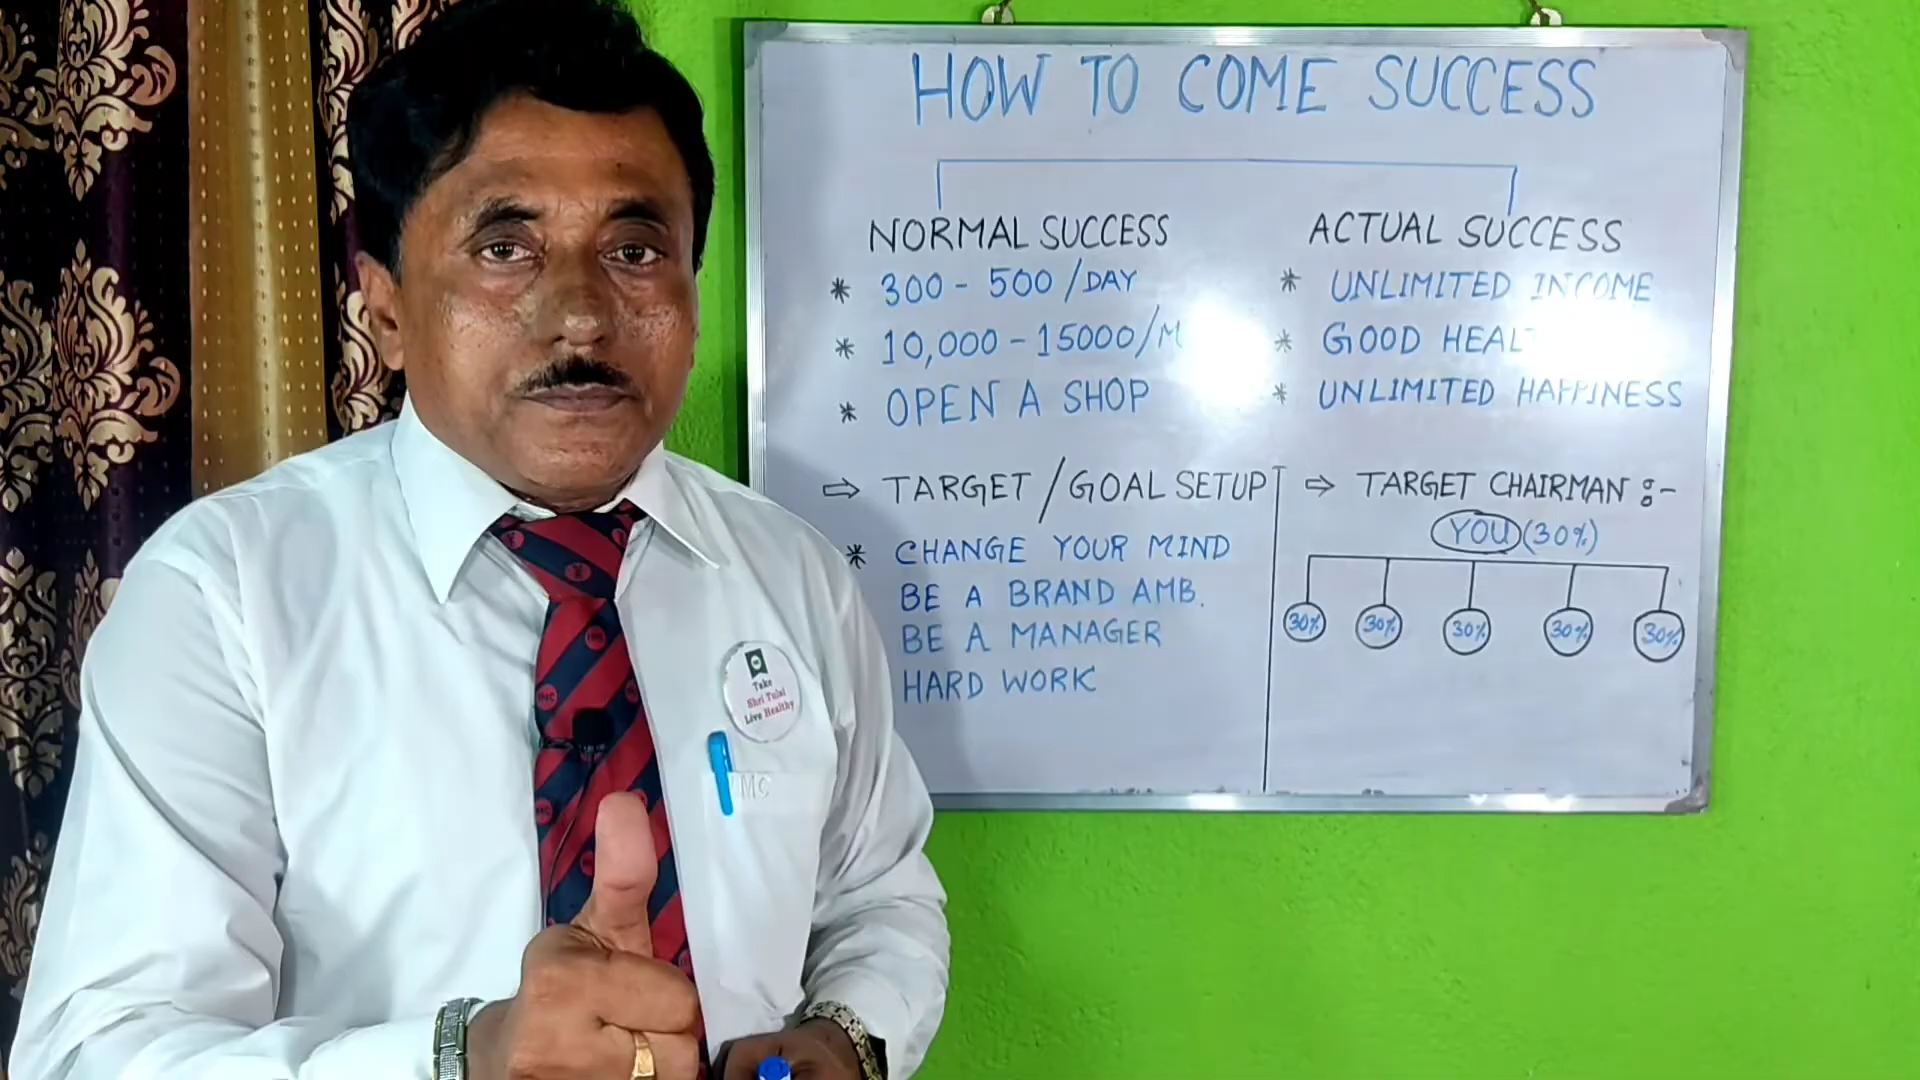 HOW TO COME SUCCESS
NORMAL SUCCESS
* 300 - 500/DAY
* 10,000 - 15000/M
* OPEN A SHOP
ACTUAL SUCCESS
* UNLIMITED INCOME
* GOOD HEAL
* UNLIMITED HAPPINESS
⇨ TARGET/GOAL SETUP
* CHANGE YOUR MIND
BE A BRAND AMB.
BE A MANAGER
HARD WORK
⇨ TARGET CHAIRMAN :-
YOU (30%)
30% 30% 30% 30% 30%
Take
Shri Tulsi
Live Healthy
MC